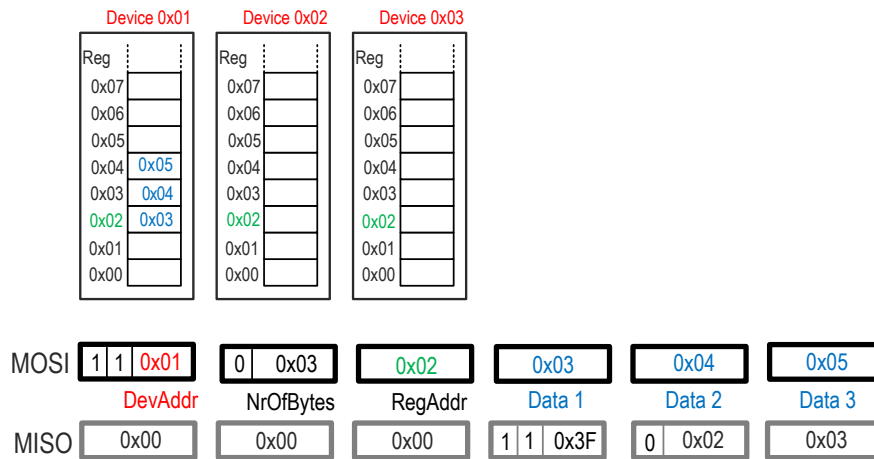 Device 0x01 Device 0x02 Device 0x03
Reg Reg Reg
0x07 0x07 0x07
0x06 0x06 0x06
0x05 0x05 0x05
0x04 0x05 0x04 0x04
0x03 0x04 0x03 0x03
0x02 0x03 0x02 0x02
0x01 0x01 0x01
0x00 0x00 0x00
MOSI 1 1 0x01 0 0x03 0x02 0x03 0x04 0x05
DevAddr NrOfBytes RegAddr Data 1 Data 2 Data 3
MISO 0x00 0x00 0x00 1 1 0x3F 0 0x02 0x03